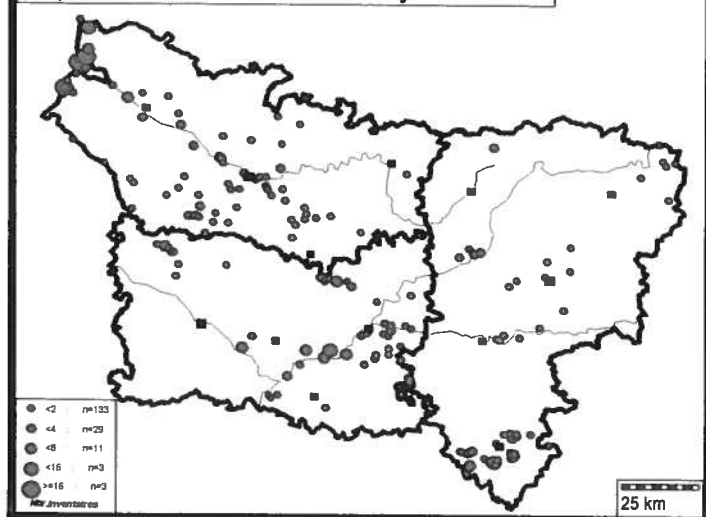 <2 n=133
<4 n=29
<8 n=11
<16 n=3
>=16 n=3
Nbr.inventaires
25 km